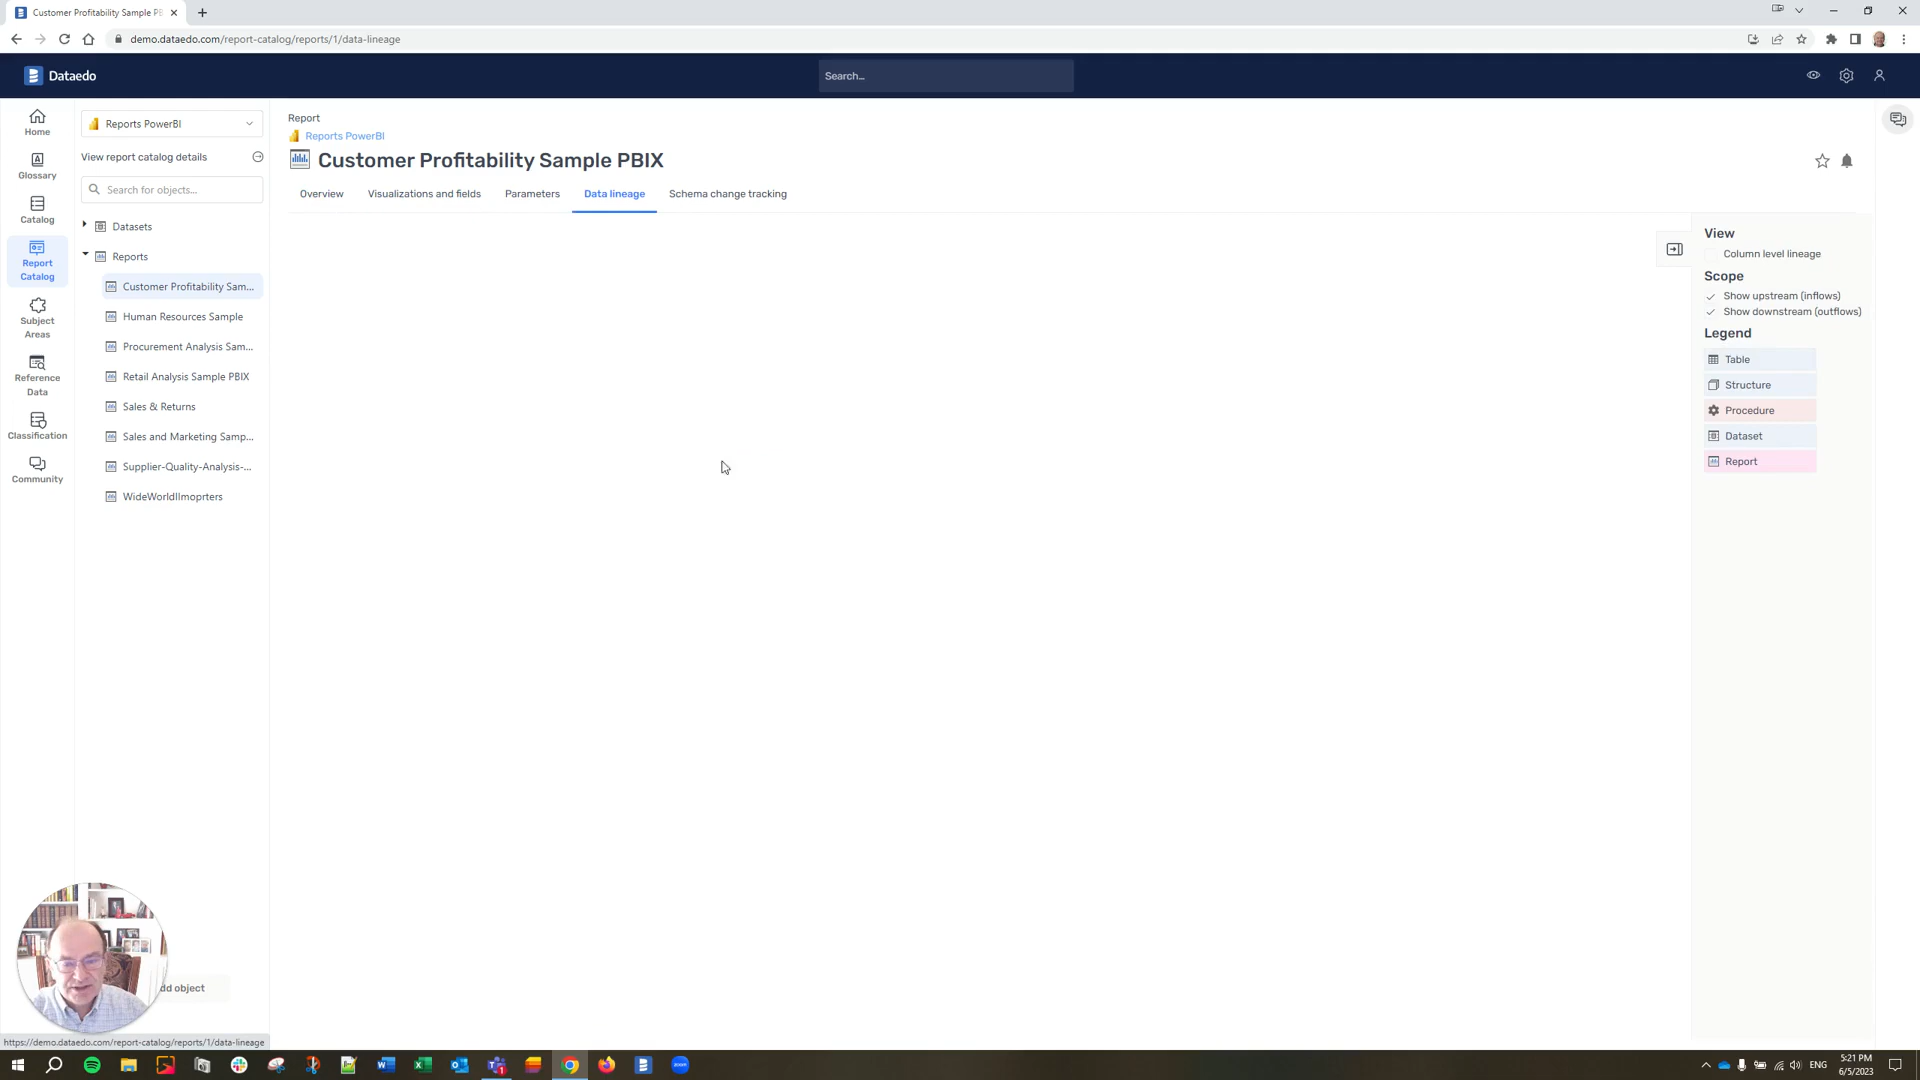 Customer Profitability Sample PB
demo.dataedo.com/report-catalog/reports/1/data-lineage
Dataedo
Search...
Home
Glossary
Catalog
Report
Catalog
Subject
Areas
Reference
Data
Classification
Community
Reports PowerBI
View report catalog details
Search for objects...
Datasets
Reports
Customer Profitability Sam...
Human Resources Sample
Procurement Analysis Sam...
Retail Analysis Sample PBIX
Sales & Returns
Sales and Marketing Samp...
Supplier-Quality-Analysis-...
WideWorldIImoprters
dd object
Report
Reports PowerBI
Customer Profitability Sample PBIX
Overview
Visualizations and fields
Parameters
Data lineage
Schema change tracking
View
Column level lineage
Scope
Show upstream (inflows)
Show downstream (outflows)
Legend
Table
Structure
Procedure
Dataset
Report
https://demo.dataedo.com/report-catalog/reports/1/data-lineage
zoom
ENG
5:21 PM
6/5/2023